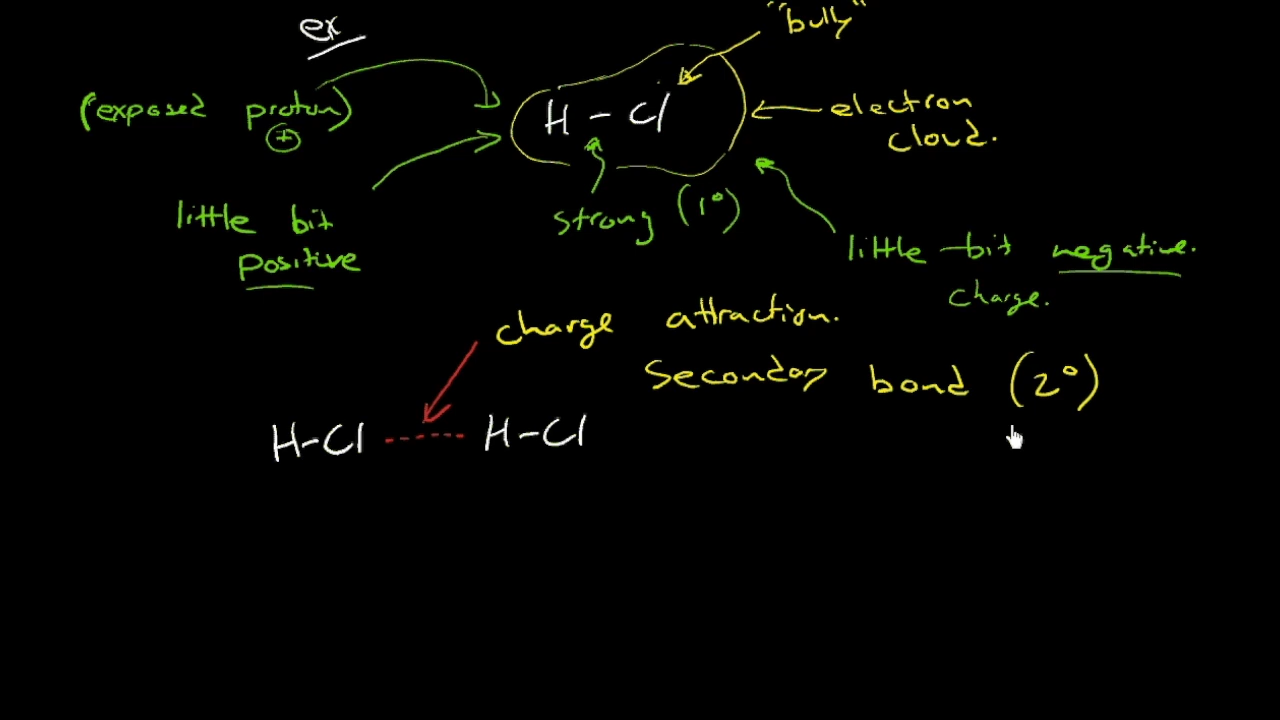 ex
"bully"
(exposed proton)
+
H - Cl
electron
cloud.
little bit
positive
strong (1°)
little bit negative.
charge.
charge attraction.
Secondary bond (2°)
H-Cl ------ H-Cl